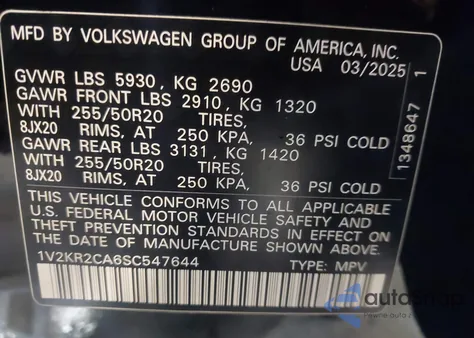 MFD BY VOLKSWAGEN GROUP OF AMERICA, INC.
USA 03/2025
GVWR LBS 5930, KG 2690
GAWR FRONT LBS 2910, KG 1320
WITH 255/50R20 TIRES,
8JX20 RIMS, AT 250 KPA, 36 PSI COLD
GAWR REAR LBS 3131, KG 1420
WITH 255/50R20 TIRES,
8JX20 RIMS, AT 250 KPA, 36 PSI COLD
THIS VEHICLE CONFORMS TO ALL APPLICABLE
U.S. FEDERAL MOTOR VEHICLE SAFETY AND
THEFT PREVENTION STANDARDS IN EFFECT ON
THE DATE OF MANUFACTURE SHOWN ABOVE.
1V2KR2CA6SC547644 TYPE: MPV
1348647 1